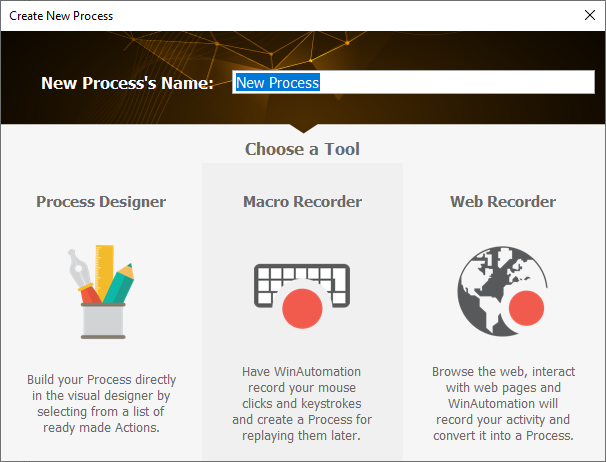 Create New Process
New Process's Name:
New Process
Choose a Tool
Process Designer
Build your Process directly
in the visual designer by
selecting from a list of
ready made Actions.
Macro Recorder
Have WinAutomation
record your mouse
clicks and keystrokes
and create a Process for
replaying them later.
Web Recorder
Browse the web, interact
with web pages and
WinAutomation will
record your activity and
convert it into a Process.